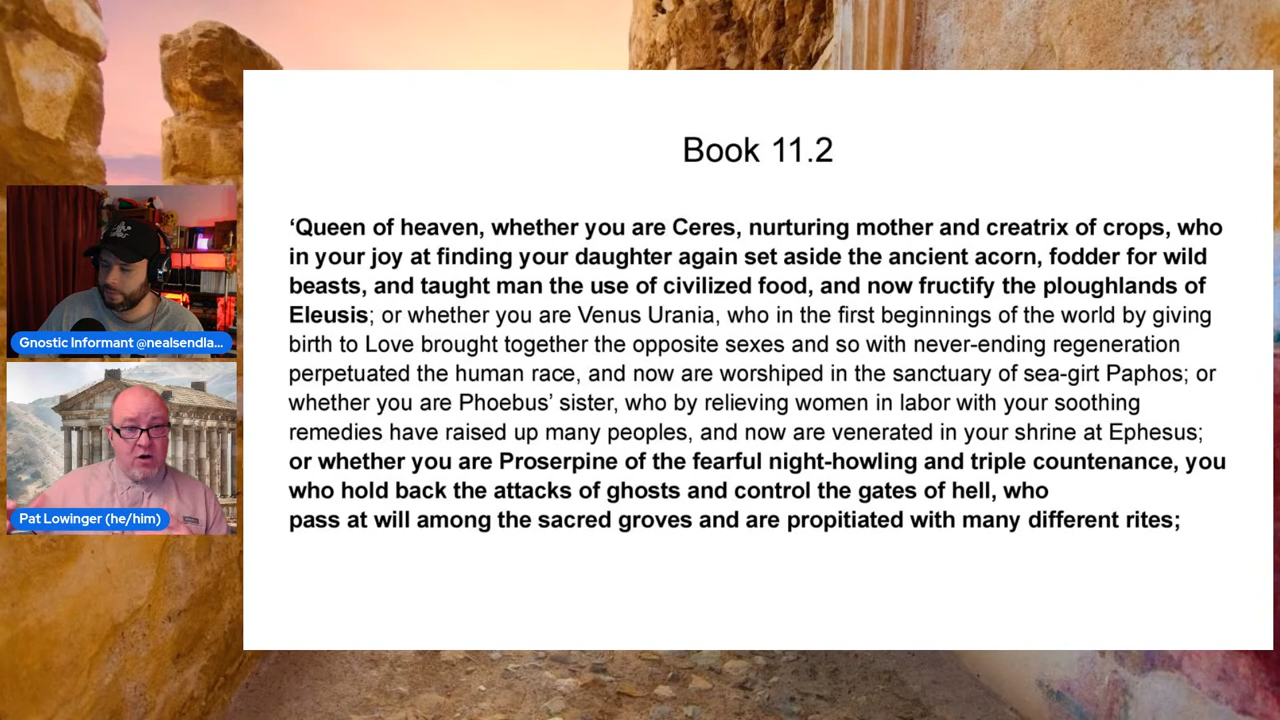 Book 11.2
‘Queen of heaven, whether you are Ceres, nurturing mother and creatrix of crops, who
in your joy at finding your daughter again set aside the ancient acorn, fodder for wild
beasts, and taught man the use of civilized food, and now fructify the ploughlands of
Eleusis; or whether you are Venus Urania, who in the first beginnings of the world by giving
birth to Love brought together the opposite sexes and so with never-ending regeneration
perpetuated the human race, and now are worshiped in the sanctuary of sea-girt Paphos; or
whether you are Phoebus’ sister, who by relieving women in labor with your soothing
remedies have raised up many peoples, and now are venerated in your shrine at Ephesus;
or whether you are Proserpine of the fearful night-howling and triple countenance, you
who hold back the attacks of ghosts and control the gates of hell, who
pass at will among the sacred groves and are propitiated with many different rites;
Gnostic Informant @nealsendla...
Pat Lowinger (he/him)